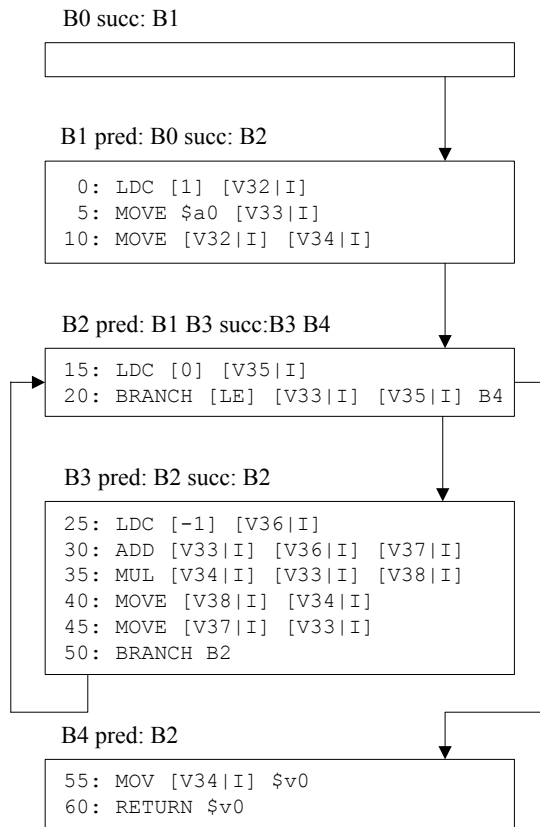 B0 succ: B1
B1 pred: B0 succ: B2
0: LDC [1] [V32|I]
5: MOVE $a0 [V33|I]
10: MOVE [V32|I] [V34|I]
B2 pred: B1 B3 succ:B3 B4
15: LDC [0] [V35|I]
20: BRANCH [LE] [V33|I] [V35|I] B4
B3 pred: B2 succ: B2
25: LDC [-1] [V36|I]
30: ADD [V33|I] [V36|I] [V37|I]
35: MUL [V34|I] [V33|I] [V38|I]
40: MOVE [V38|I] [V34|I]
45: MOVE [V37|I] [V33|I]
50: BRANCH B2
B4 pred: B2
55: MOV [V34|I] $v0
60: RETURN $v0